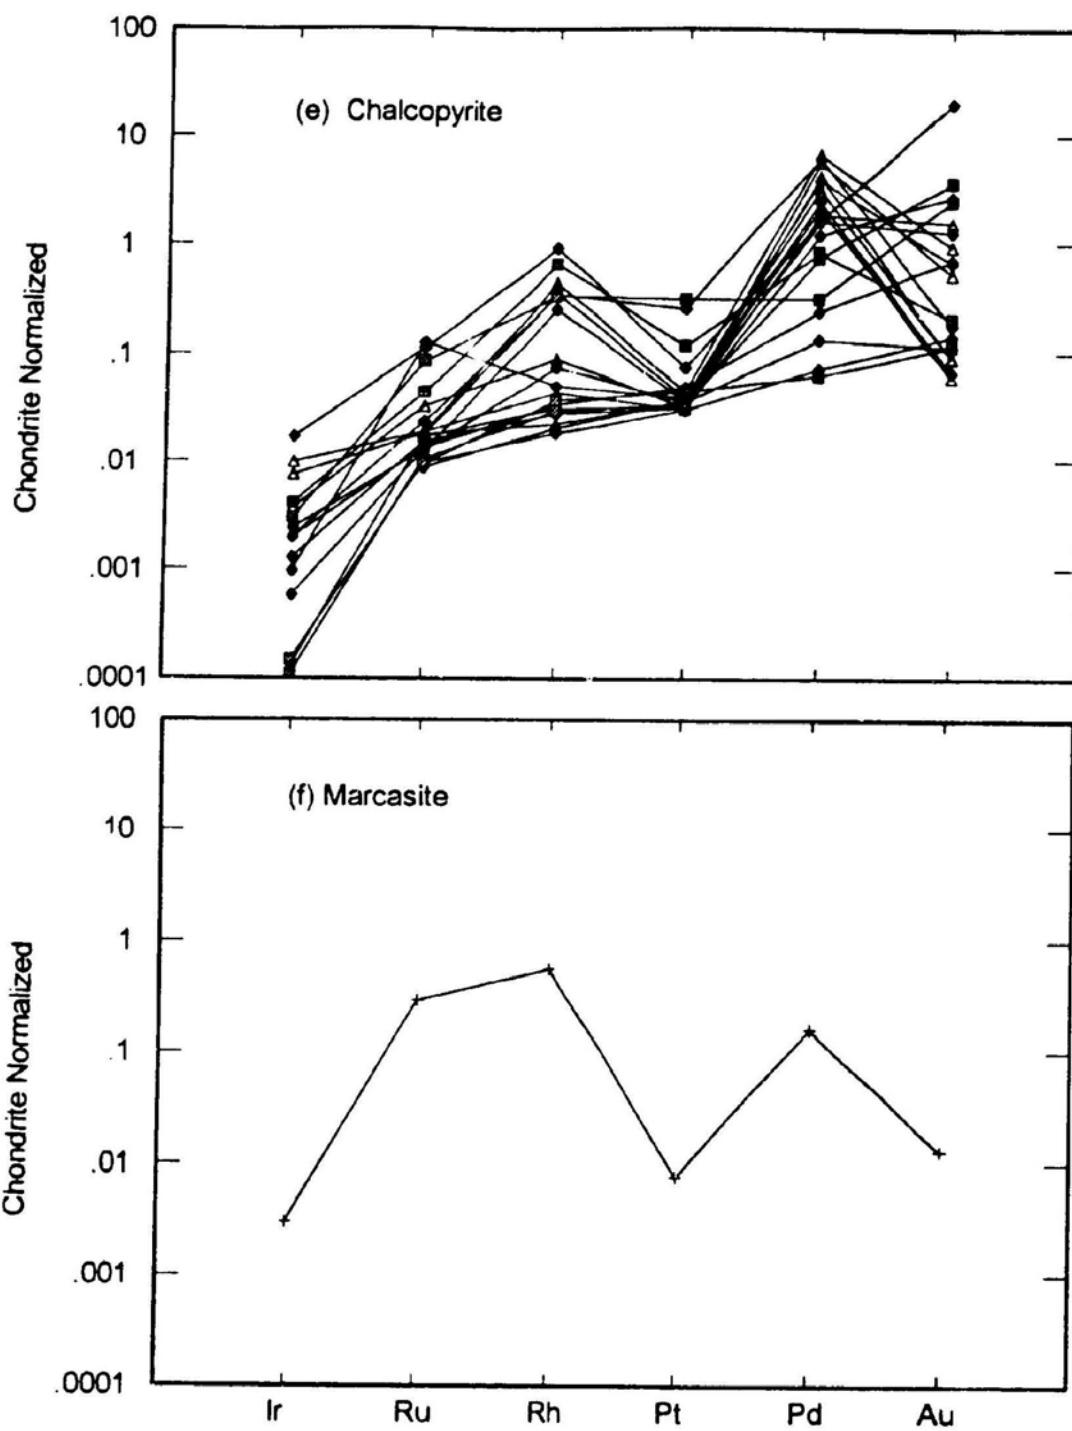 100
(e) Chalcopyrite
10
1
.1
.01
.001
.0001
Chondrite Normalized
100
(f) Marcasite
10
1
.1
.01
.001
.0001
Chondrite Normalized
Ir Ru Rh Pt Pd Au